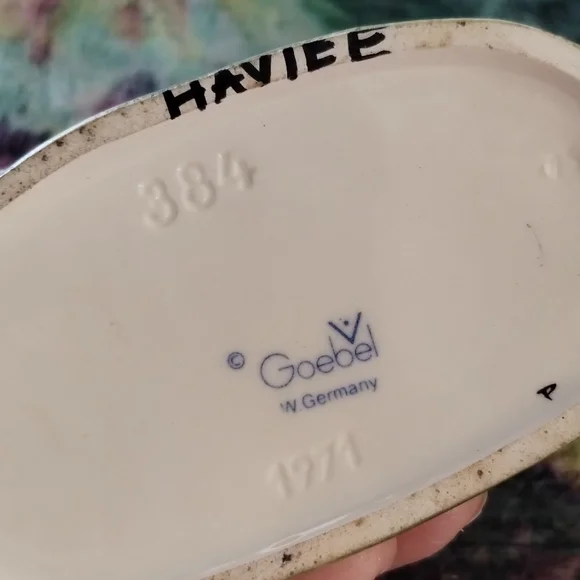 HAVIEE
384
© Goebel
W Germany
1971
P